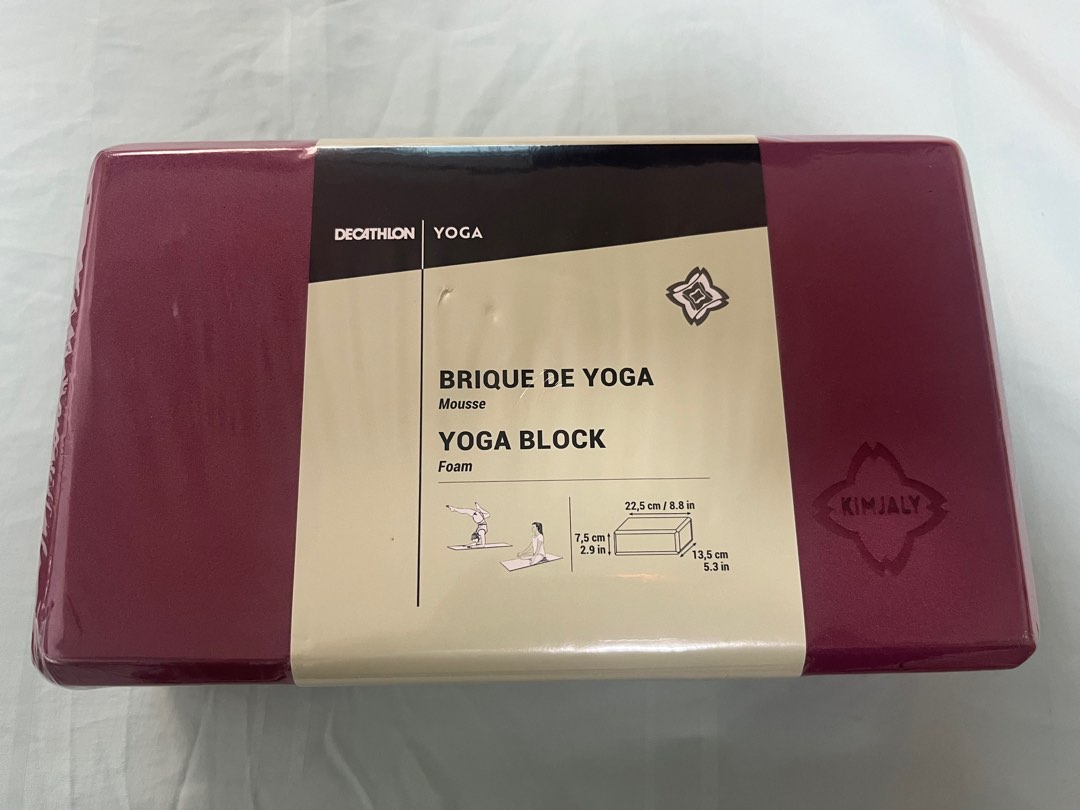 DECATHLON YOGA
BRIQUE DE YOGA
Mousse
YOGA BLOCK
Foam
22,5 cm / 8.8 in
7,5 cm
2.9 in
13,5 cm
5.3 in
KIMJALY